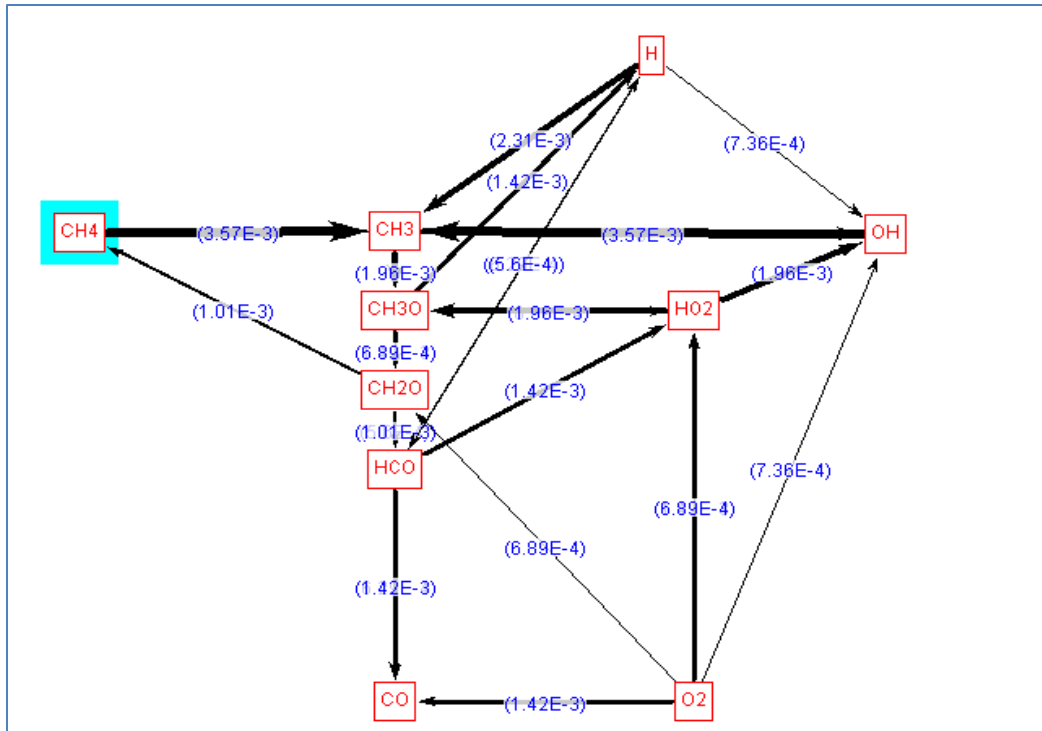 H
(2.31E-3)
(7.36E-4)
(1.42E-3)
CH4
(3.57E-3)
CH3
(3.57E-3)
OH
((5.6E-4))
(1.96E-3)
(1.96E-3)
(1.01E-3)
CH3O
(1.96E-3)
HO2
(6.89E-4)
CH2O
(1.42E-3)
(1.01E-3)
HCO
(7.36E-4)
(6.89E-4)
(6.89E-4)
(1.42E-3)
CO
(1.42E-3)
O2